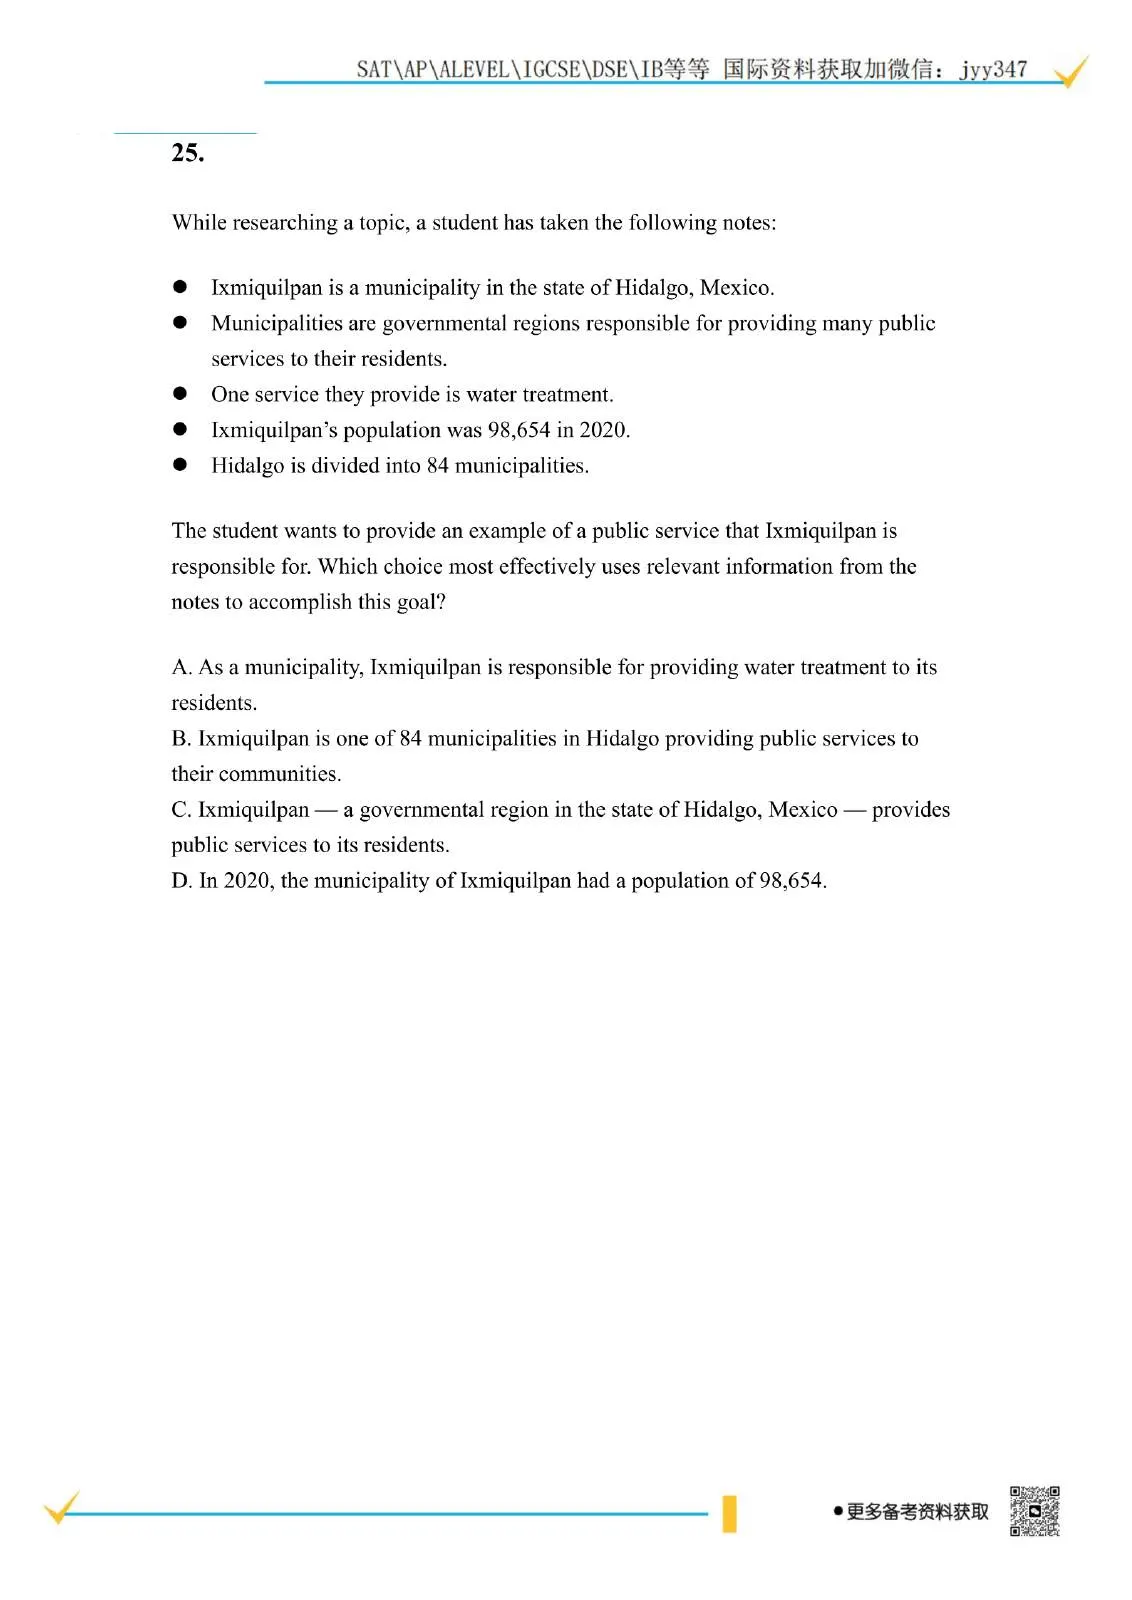 SAT\AP\ALEVEL\IGCSE\DSE\IB等等 国际资料获取加微信：jyy347
25.
While researching a topic, a student has taken the following notes:
● Ixmiquilpan is a municipality in the state of Hidalgo, Mexico.
● Municipalities are governmental regions responsible for providing many public
services to their residents.
● One service they provide is water treatment.
● Ixmiquilpan’s population was 98,654 in 2020.
● Hidalgo is divided into 84 municipalities.
The student wants to provide an example of a public service that Ixmiquilpan is
responsible for. Which choice most effectively uses relevant information from the
notes to accomplish this goal?
A. As a municipality, Ixmiquilpan is responsible for providing water treatment to its
residents.
B. Ixmiquilpan is one of 84 municipalities in Hidalgo providing public services to
their communities.
C. Ixmiquilpan — a governmental region in the state of Hidalgo, Mexico — provides
public services to its residents.
D. In 2020, the municipality of Ixmiquilpan had a population of 98,654.
●更多备考资料获取